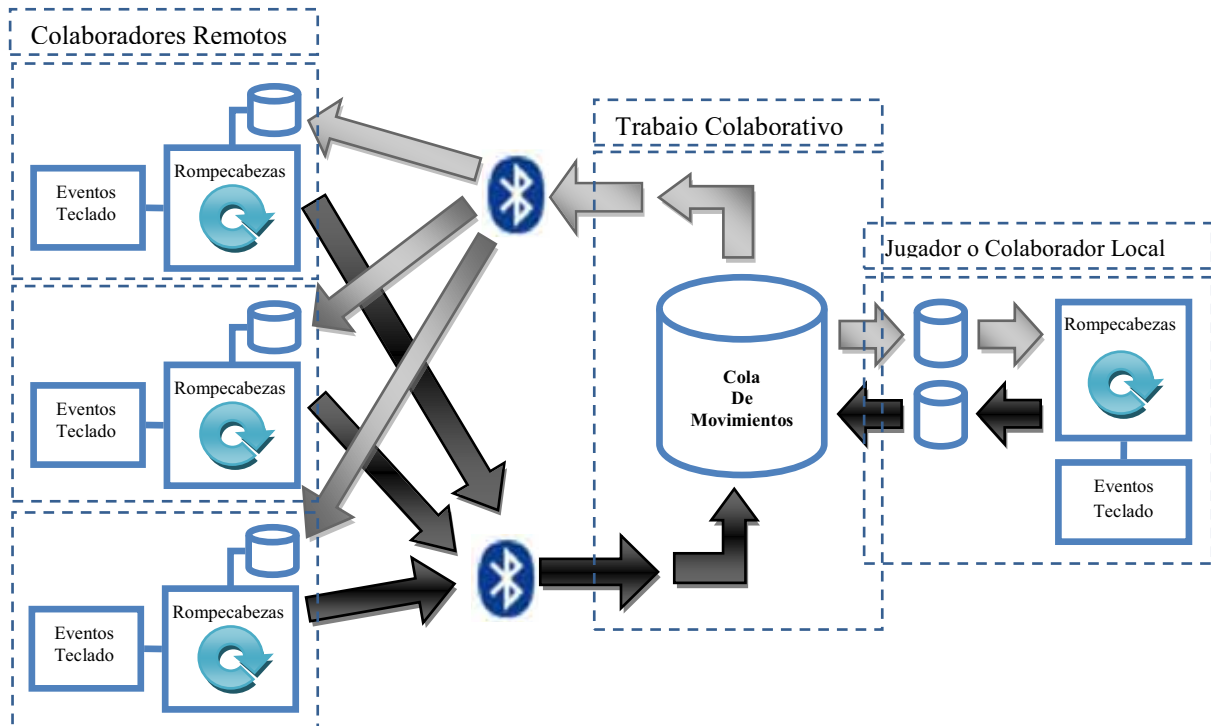 Colaboradores Remotos
Rompecabezas
Eventos
Teclado
Rompecabezas
Eventos
Teclado
Rompecabezas
Eventos
Teclado
Trabajo Colaborativo
Cola
De
Movimientos
Jugador o Colaborador Local
Rompecabezas
Eventos
Teclado